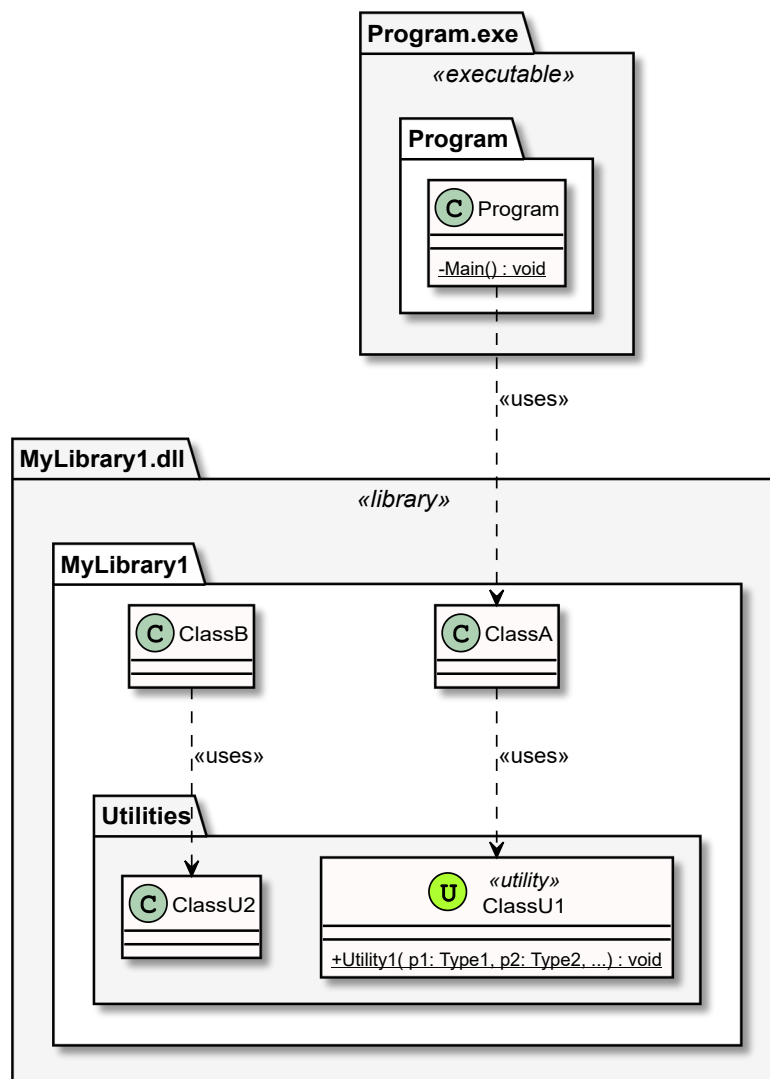 Program.exe
«executable»
Program
C Program
-Main() : void
«uses»
MyLibrary1.dll
«library»
MyLibrary1
C ClassB
C ClassA
«uses»
«uses»
Utilities
C ClassU2
U «utility»
ClassU1
+Utility1( p1: Type1, p2: Type2, ...) : void